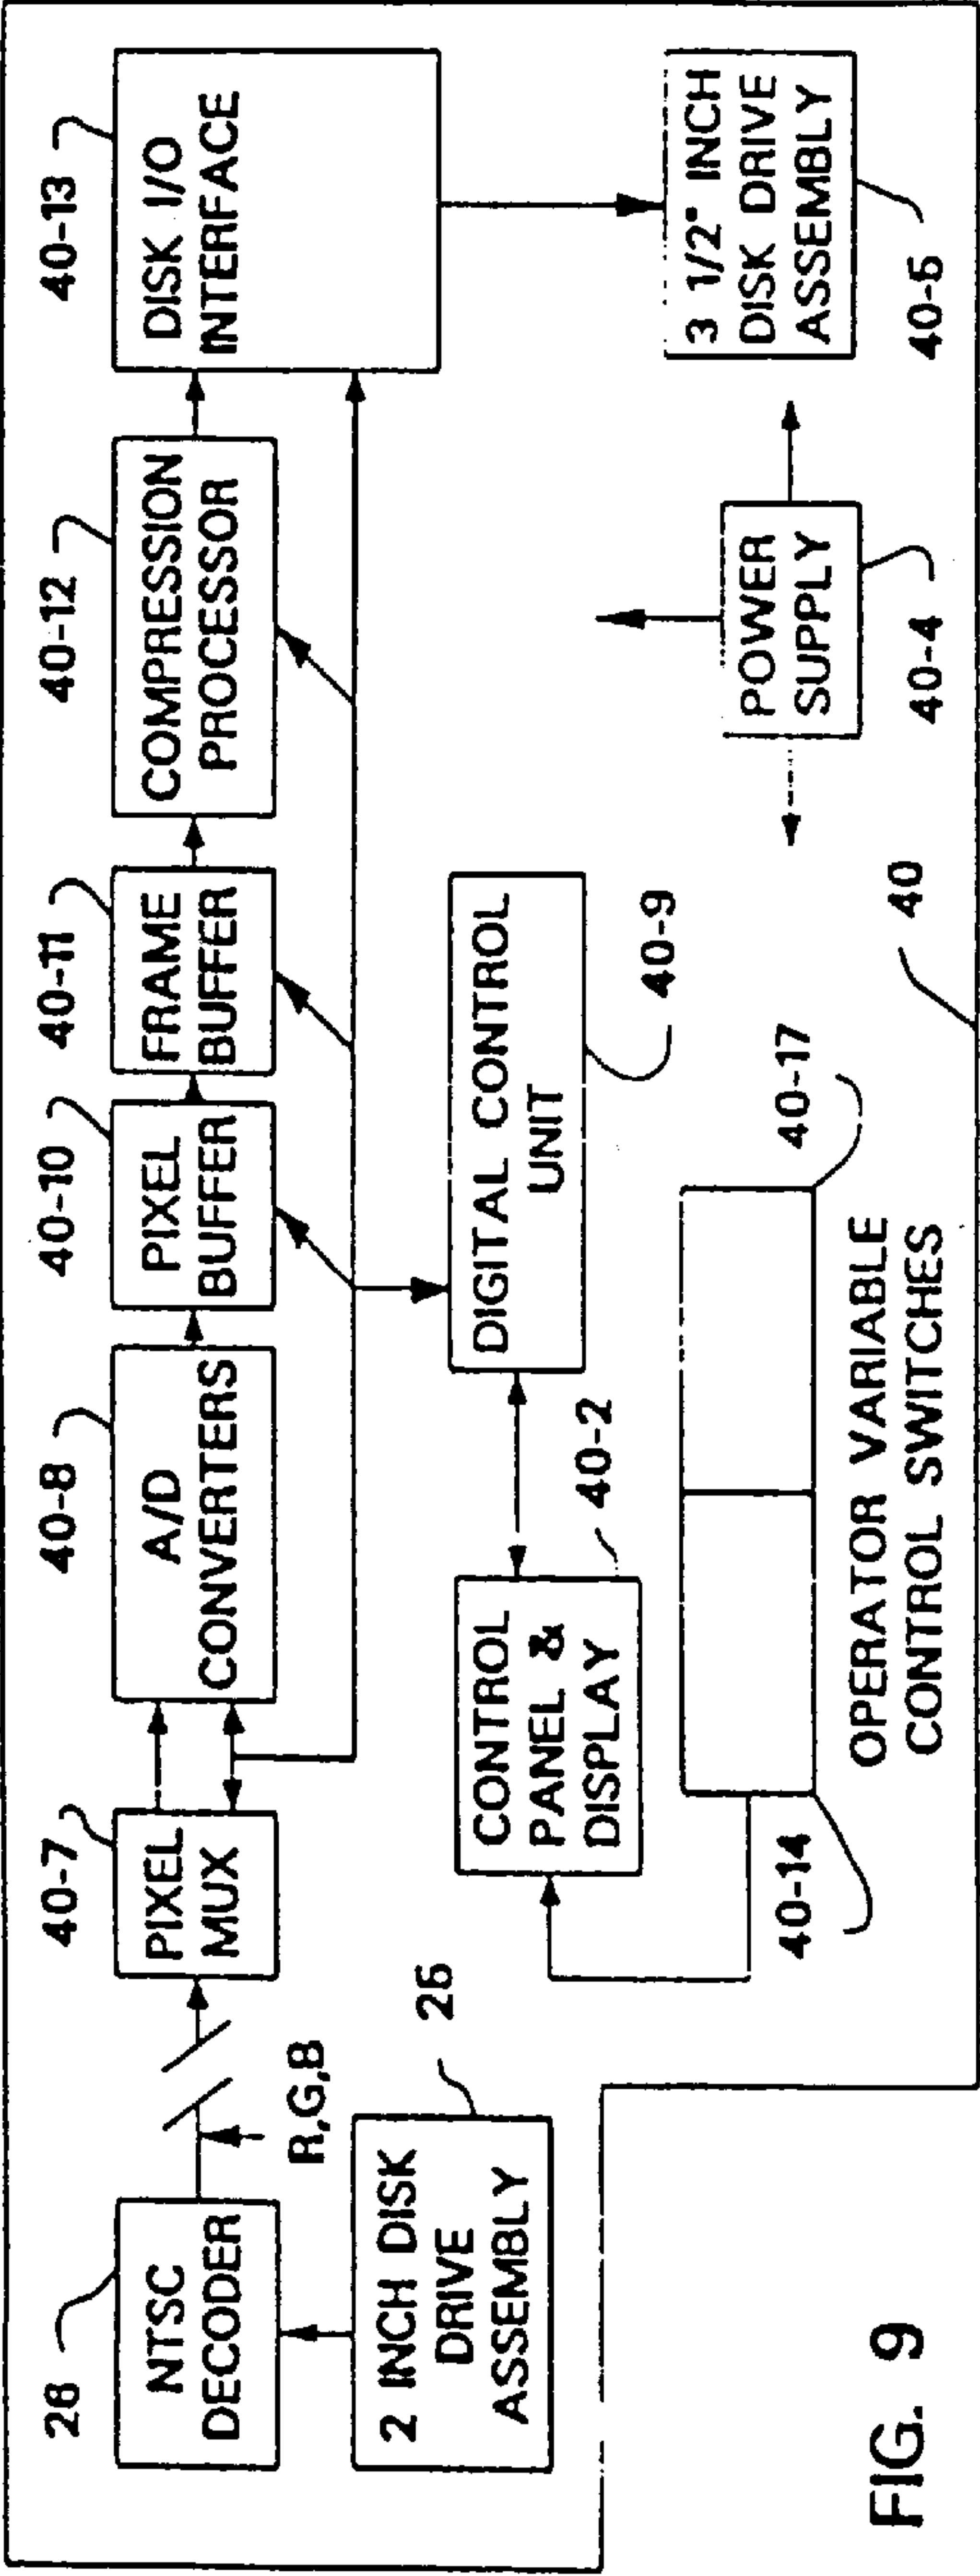 28
40-7
40-8
40-10
40-11
40-12
40-13
NTSC
DECODER
PIXEL
MUX
A/D
CONVERTERS
PIXEL
BUFFER
FRAME
BUFFER
COMPRESSION
PROCESSOR
DISK I/O
INTERFACE
R,G,B
26
2 INCH DISK
DRIVE
ASSEMBLY
CONTROL
PANEL &
DISPLAY
40-2
DIGITAL CONTROL
UNIT
40-9
POWER
SUPPLY
40-4
3 1/2" INCH
DISK DRIVE
ASSEMBLY
40-5
40-14
40-17
OPERATOR VARIABLE
CONTROL SWITCHES
40
FIG. 9